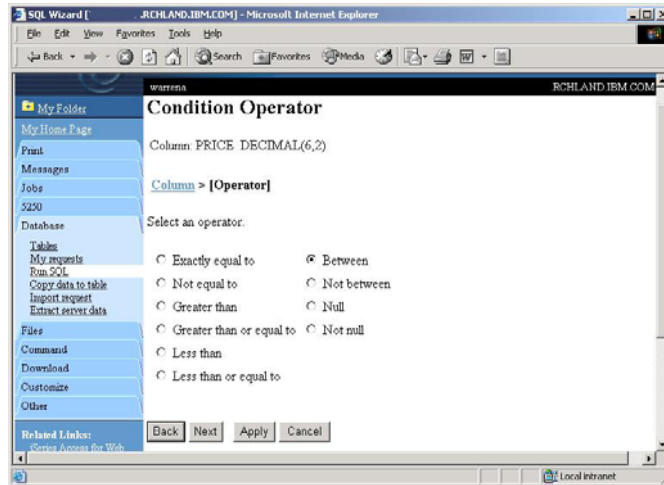 SQL Wizard [ .RCHLAND.IBM.COM] - Microsoft Internet Explorer
File Edit View Favorites Tools Help
Back Search Favorites Media
warrena RCHLAND.IBM.COM
My Folder
My Home Page
Print
Messages
Jobs
5250
Database
Tables
My requests
Run SQL
Copy data to table
Import request
Extract server data
Files
Command
Download
Customize
Other
Related Links:
iSeries Access for Web
Condition Operator
Column: PRICE DECIMAL(6,2)
Column > [Operator]
Select an operator.
Exactly equal to Between
Not equal to Not between
Greater than Null
Greater than or equal to Not null
Less than
Less than or equal to
Back Next Apply Cancel
Local intranet